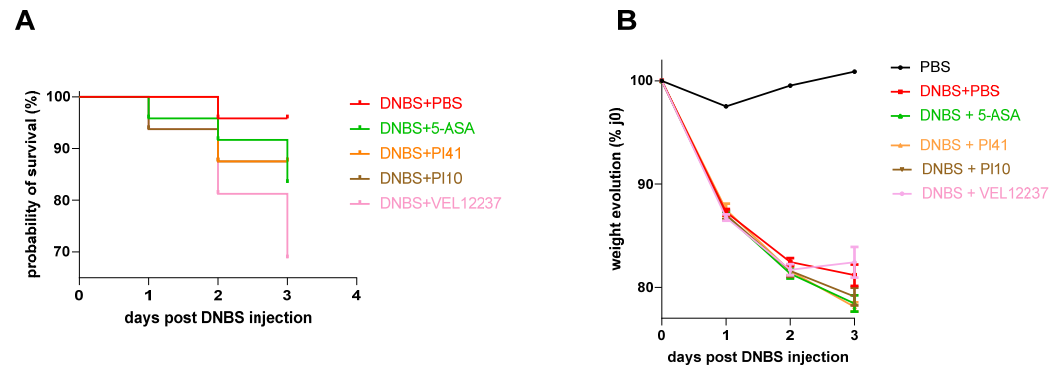 A
probability of survival (%)
100
90
80
70
0 1 2 3 4
days post DNBS injection
DNBS+PBS
DNBS+5-ASA
DNBS+PI41
DNBS+PI10
DNBS+VEL12237
B
weight evolution (% j0)
100
90
80
0 1 2 3
days post DNBS injection
PBS
DNBS+PBS
DNBS + 5-ASA
DNBS + PI41
DNBS + PI10
DNBS + VEL12237